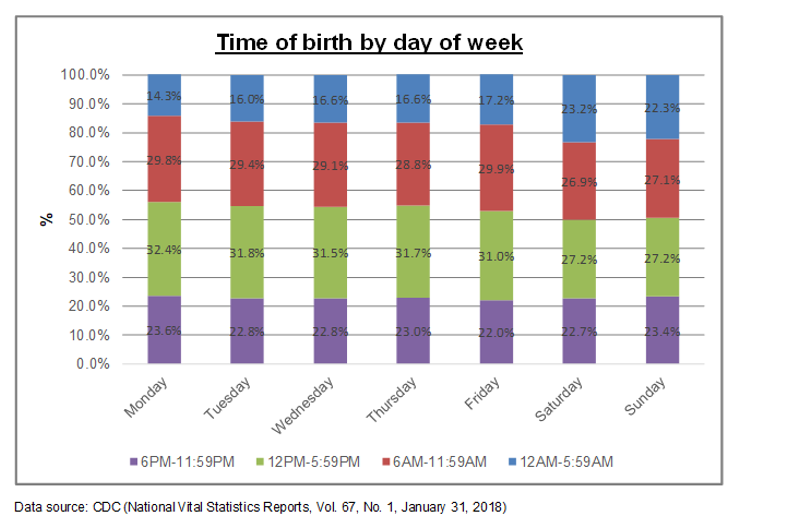 Time of birth by day of week
100.0%
90.0%
80.0%
70.0%
60.0%
50.0%
40.0%
30.0%
20.0%
10.0%
0.0%
%
14.3% 16.0% 16.6% 16.6% 17.2% 23.2% 22.3%
29.8% 29.4% 29.1% 28.8% 29.9% 26.9% 27.1%
32.4% 31.8% 31.5% 31.7% 31.0% 27.2% 27.2%
23.6% 22.8% 22.8% 23.0% 22.0% 22.7% 23.4%
Monday Tuesday Wednesday Thursday Friday Saturday Sunday
6PM-11:59PM 12PM-5:59PM 6AM-11:59AM 12AM-5:59AM
Data source: CDC (National Vital Statistics Reports, Vol. 67, No. 1, January 31, 2018)